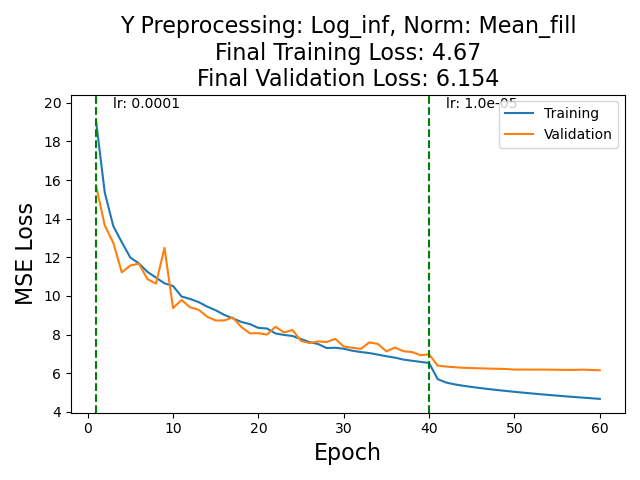 Y Preprocessing: Log_inf, Norm: Mean_fill
Final Training Loss: 4.67
Final Validation Loss: 6.154
lr: 0.0001
lr: 1.0e-05
Training
Validation
MSE Loss
20
18
16
14
12
10
8
6
4
0
10
20
30
40
50
60
Epoch